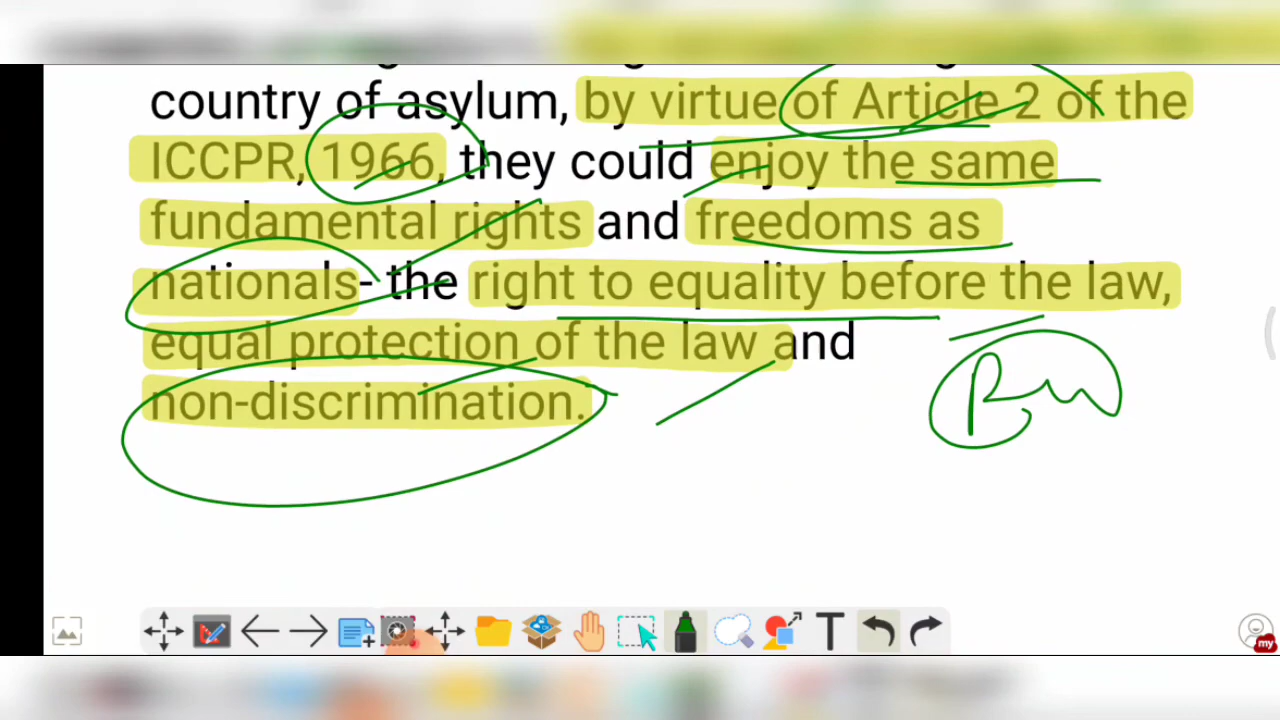 country of asylum, by virtue of Article 2 of the
ICCPR, 1966, they could enjoy the same
fundamental rights and freedoms as
nationals- the right to equality before the law,
equal protection of the law and
non-discrimination.
T
my